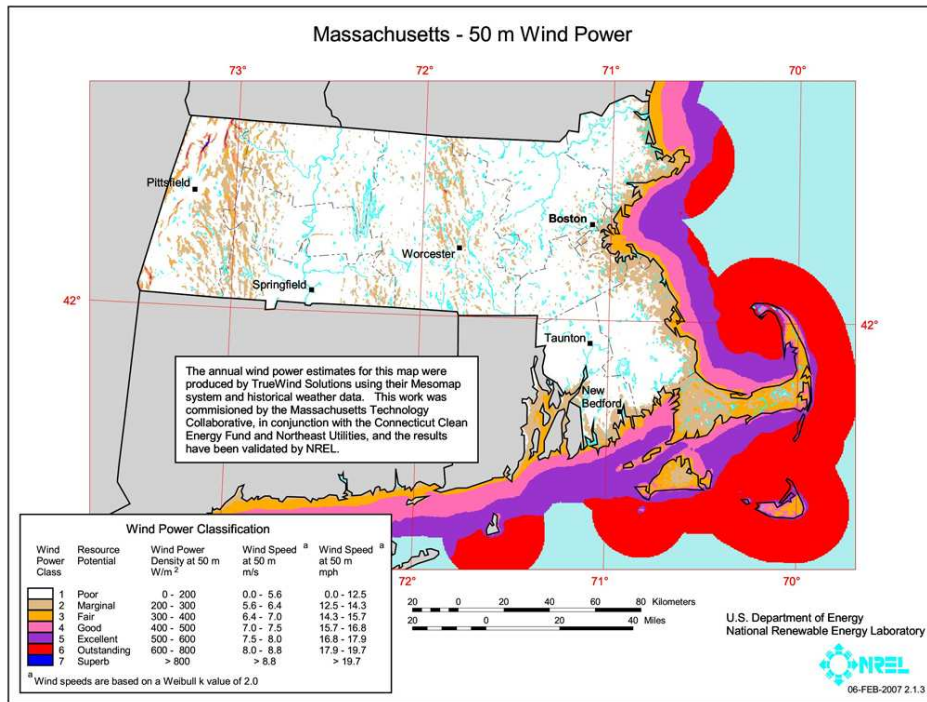 Massachusetts - 50 m Wind Power
73°
72°
71°
70°
Pittsfield
Boston
Worcester
Springfield
42°
42°
Taunton
New
Bedford
The annual wind power estimates for this map were
produced by TrueWind Solutions using their Mesomap
system and historical weather data. This work was
commisioned by the Massachusetts Technology
Collaborative, in conjunction with the Connecticut Clean
Energy Fund and Northeast Utilities, and the results
have been validated by NREL.
Wind Power Classification
Wind Power Class Resource Potential Wind Power Density at 50 m W/m 2 Wind Speed a at 50 m m/s Wind Speed a at 50 m mph
1 Poor 0 - 200 0.0 - 5.6 0.0 - 12.5
2 Marginal 200 - 300 5.6 - 6.4 12.5 - 14.3
3 Fair 300 - 400 6.4 - 7.0 14.3 - 15.7
4 Good 400 - 500 7.0 - 7.5 15.7 - 16.8
5 Excellent 500 - 600 7.5 - 8.0 16.8 - 17.9
6 Outstanding 600 - 800 8.0 - 8.8 17.9 - 19.7
7 Superb > 800 > 8.8 > 19.7
a Wind speeds are based on a Weibull k value of 2.0
72°
71°
70°
20 0 20 40 60 80 Kilometers
20 0 20 40 Miles
U.S. Department of Energy
National Renewable Energy Laboratory
NREL
06-FEB-2007 2.1.3